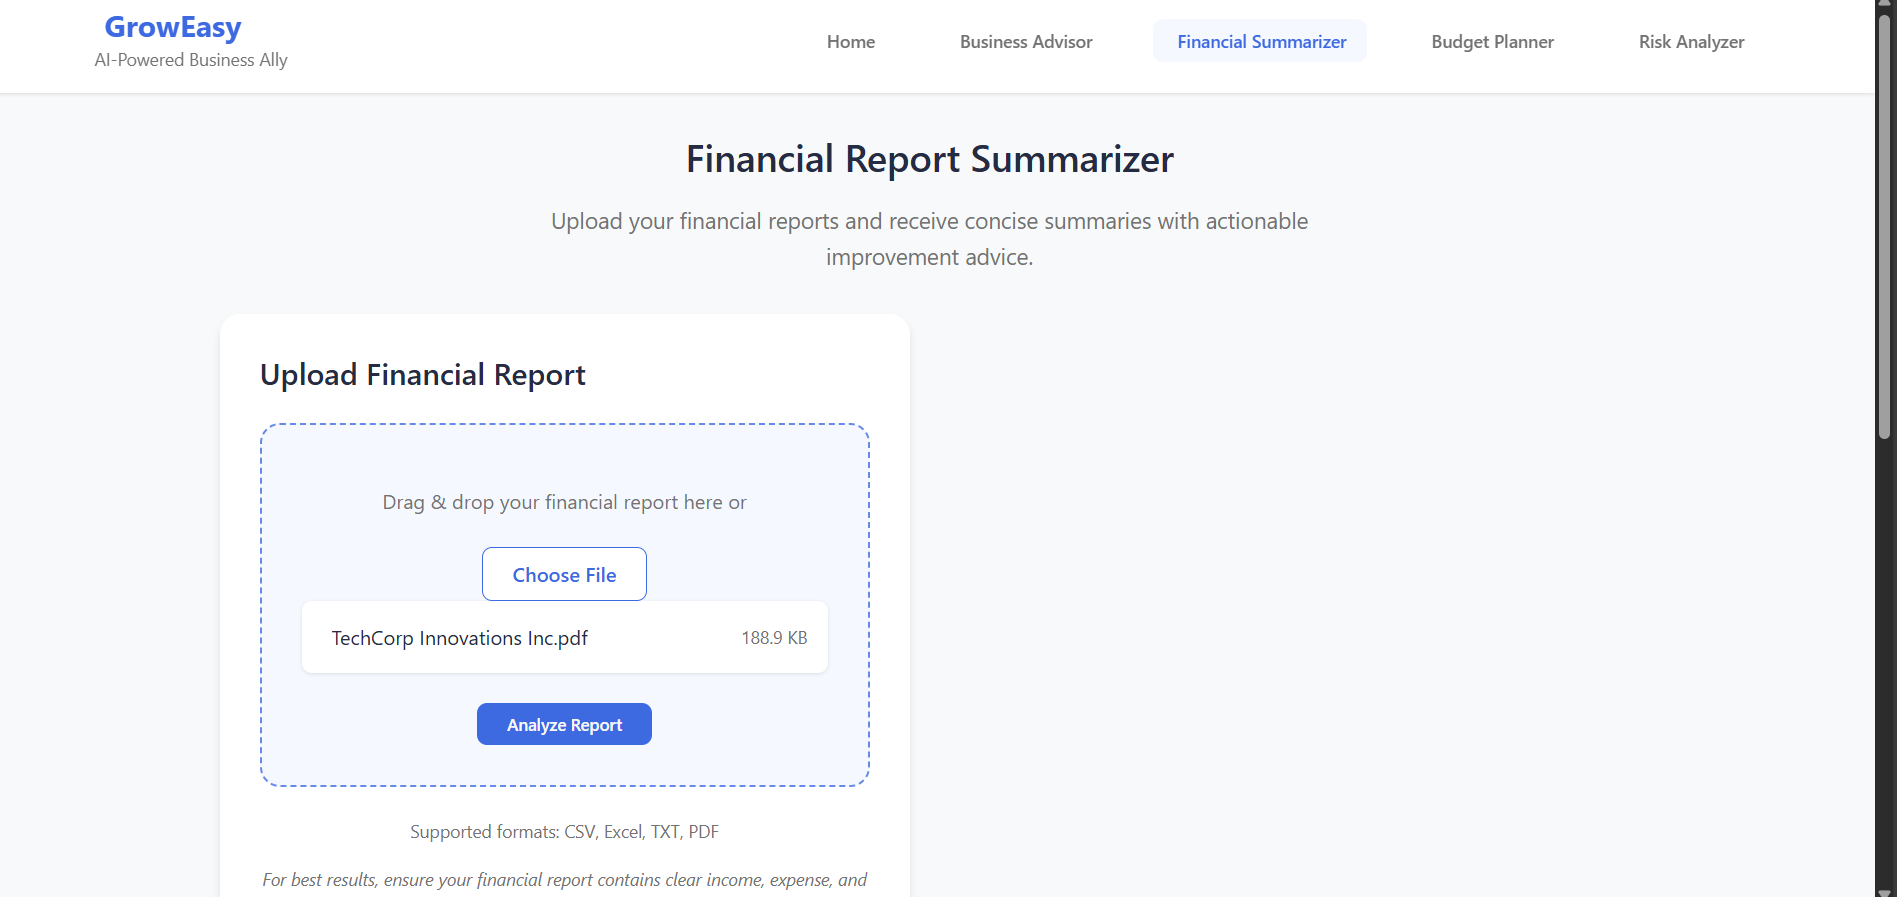 GrowEasy
AI-Powered Business Ally
Home
Business Advisor
Financial Summarizer
Budget Planner
Risk Analyzer
Financial Report Summarizer
Upload your financial reports and receive concise summaries with actionable
improvement advice.
Upload Financial Report
Drag & drop your financial report here or
Choose File
TechCorp Innovations Inc.pdf
188.9 KB
Analyze Report
Supported formats: CSV, Excel, TXT, PDF
For best results, ensure your financial report contains clear income, expense, and